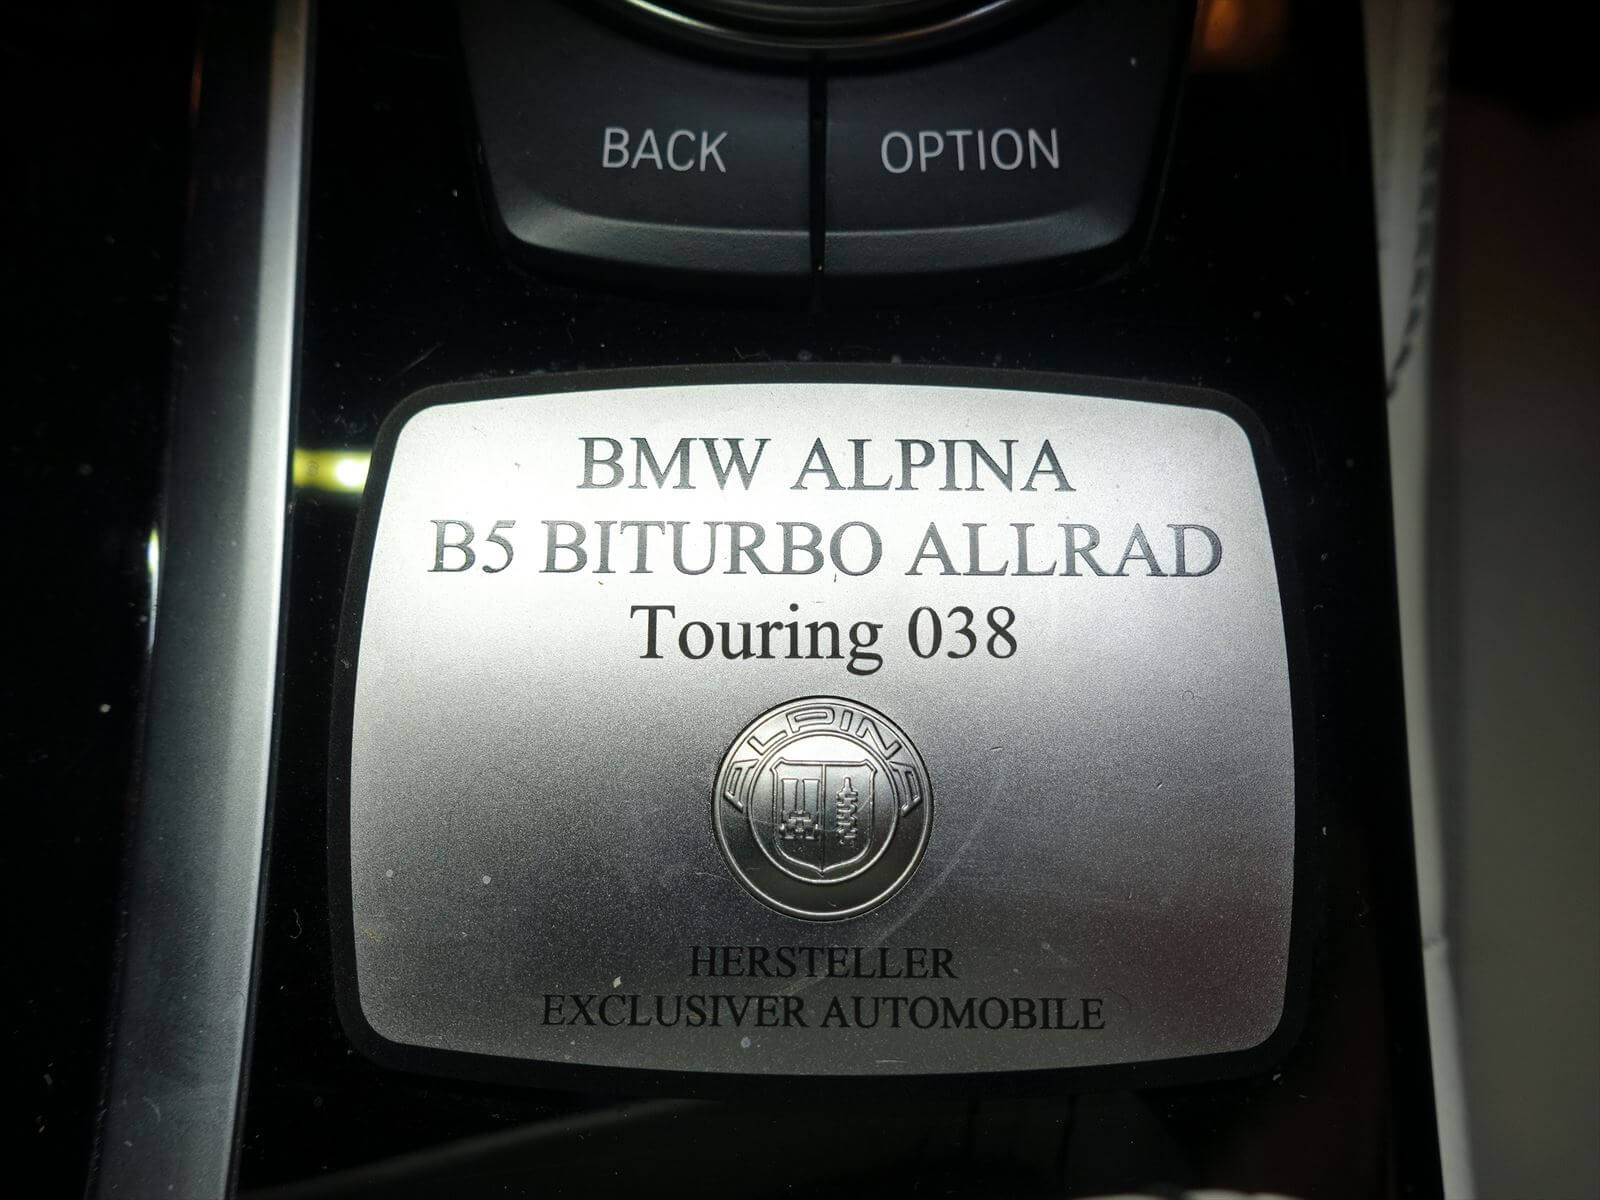 BACK OPTION
BMW ALPINA
B5 BITURBO ALLRAD
Touring 038
ALPINA
HERSTELLER
EXCLUSIVER AUTOMOBILE